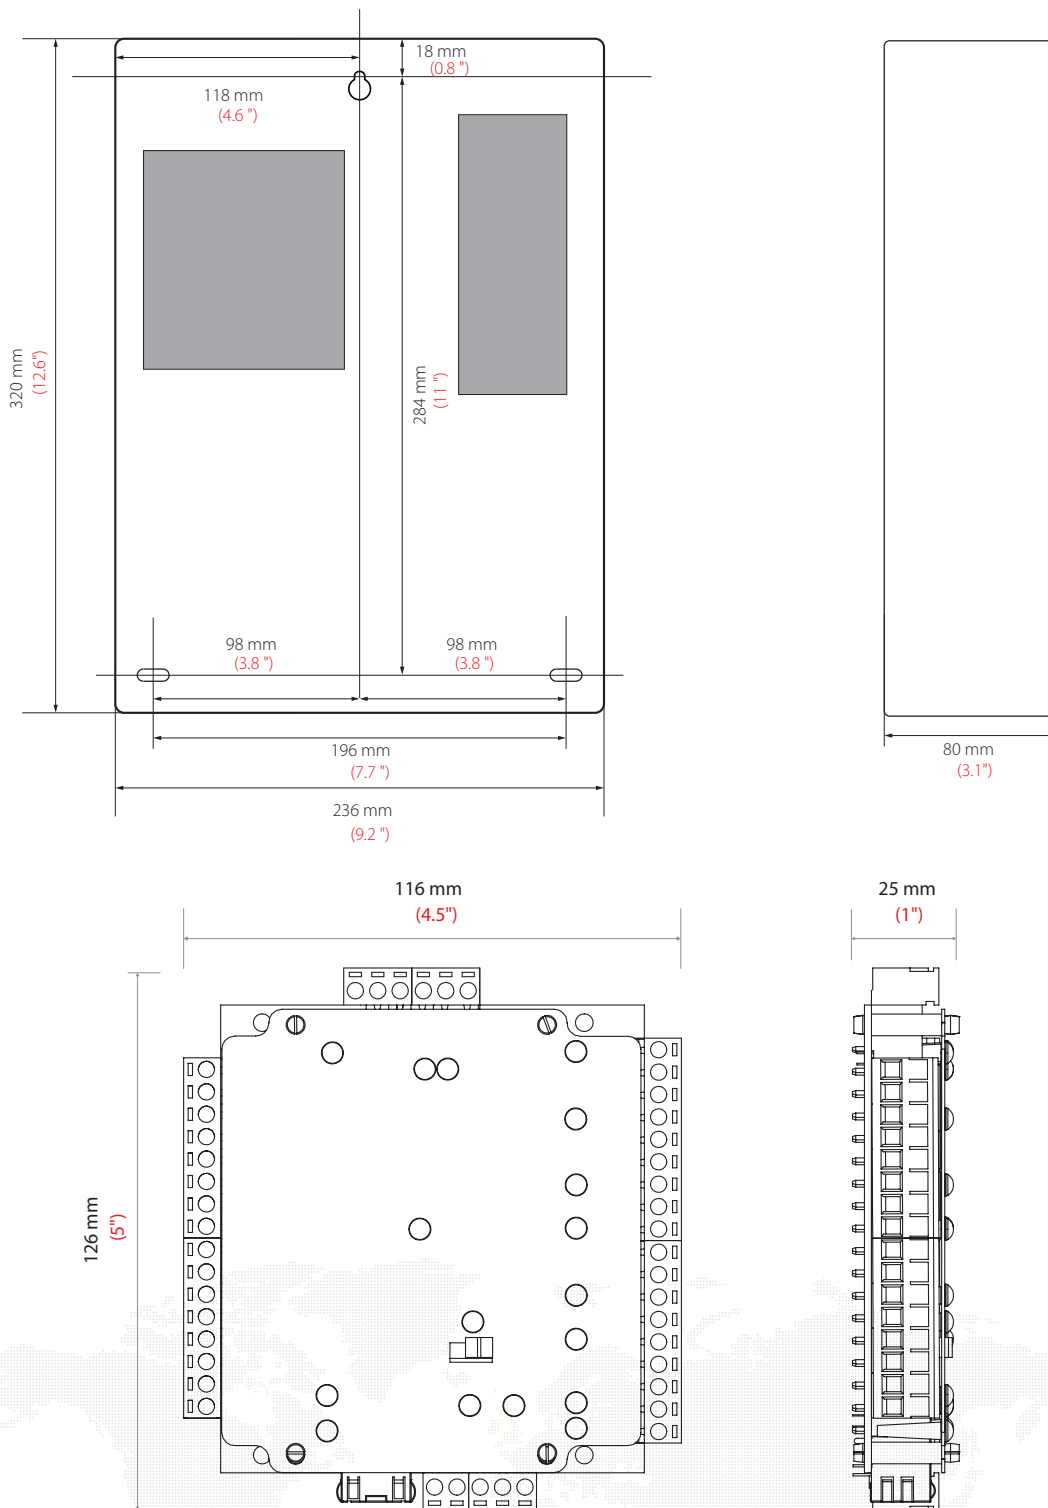 18 mm
(0.8 ")
118 mm
(4.6 ")
320 mm
(12.6")
284 mm
(11 ")
98 mm
(3.8 ")
98 mm
(3.8 ")
196 mm
(7.7 ")
236 mm
(9.2 ")
80 mm
(3.1")
116 mm
(4.5")
25 mm
(1")
126 mm
(5")